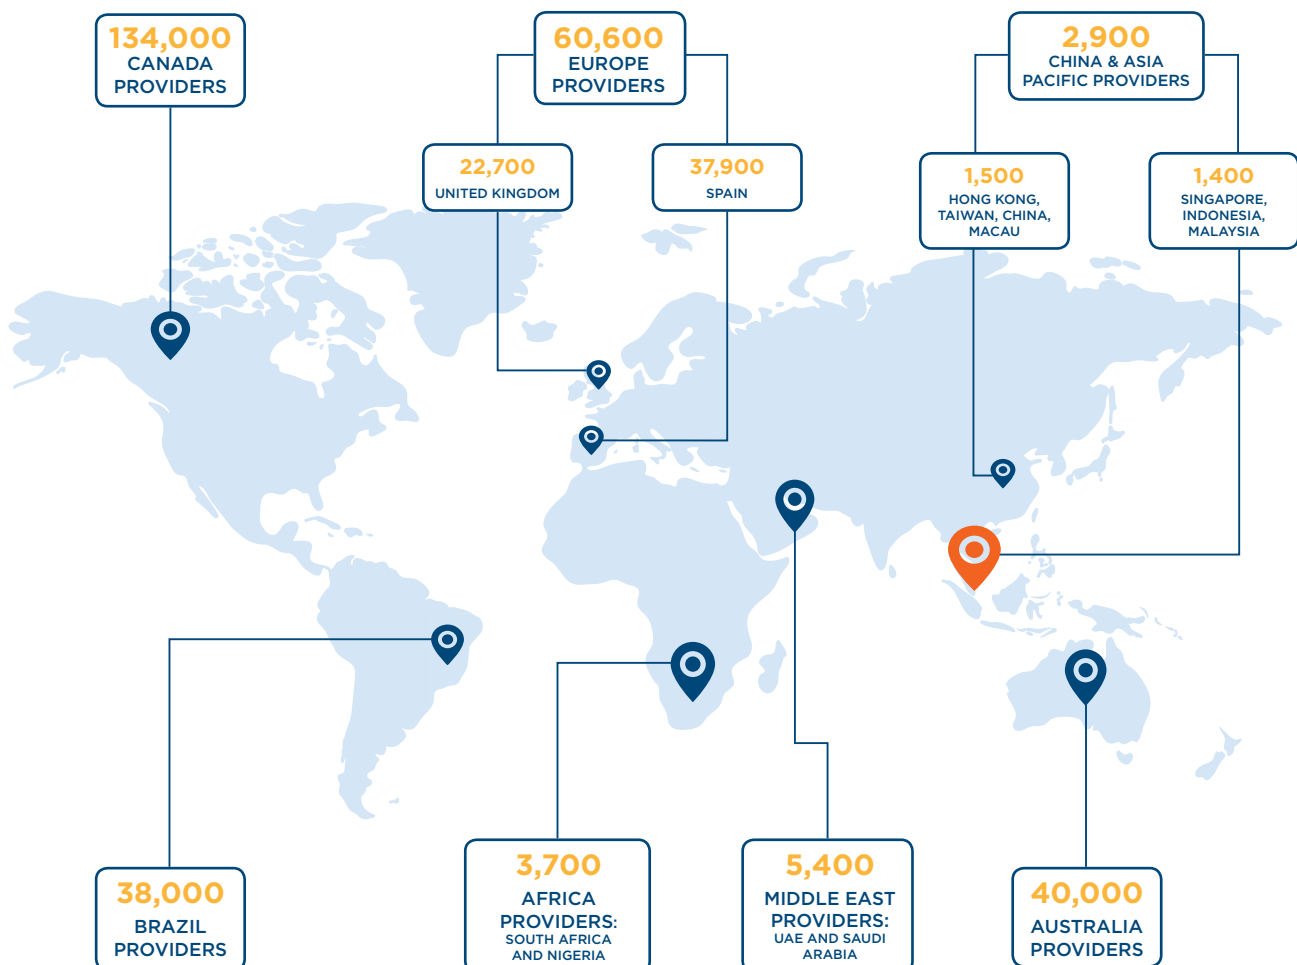 134,000
CANADA
PROVIDERS
60,600
EUROPE
PROVIDERS
2,900
CHINA & ASIA
PACIFIC PROVIDERS
22,700
UNITED KINGDOM
37,900
SPAIN
1,500
HONG KONG,
TAIWAN, CHINA,
MACAU
1,400
SINGAPORE,
INDONESIA,
MALAYSIA
38,000
BRAZIL
PROVIDERS
3,700
AFRICA
PROVIDERS:
SOUTH AFRICA
AND NIGERIA
5,400
MIDDLE EAST
PROVIDERS:
UAE AND SAUDI
ARABIA
40,000
AUSTRALIA
PROVIDERS